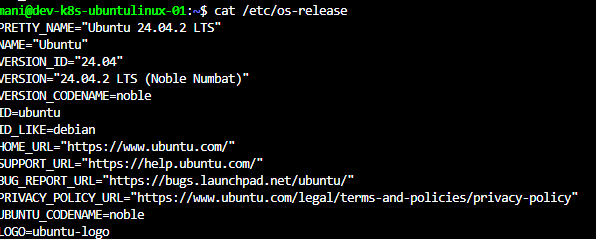 mani@dev-k8s-ubuntulinux-01:~$ cat /etc/os-release
PRETTY_NAME="Ubuntu 24.04.2 LTS"
NAME="Ubuntu"
VERSION_ID="24.04"
VERSION="24.04.2 LTS (Noble Numbat)"
VERSION_CODENAME=noble
ID=ubuntu
ID_LIKE=debian
HOME_URL="https://www.ubuntu.com/"
SUPPORT_URL="https://help.ubuntu.com/"
BUG_REPORT_URL="https://bugs.launchpad.net/ubuntu/"
PRIVACY_POLICY_URL="https://www.ubuntu.com/legal/terms-and-policies/privacy-policy"
UBUNTU_CODENAME=noble
LOGO=ubuntu-logo